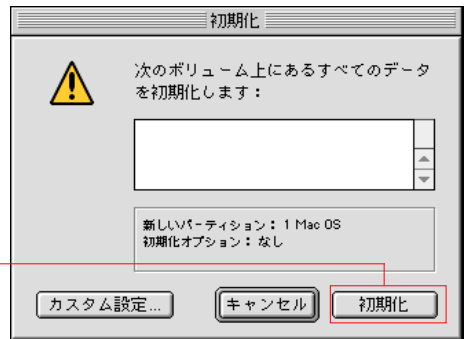 初期化
次のボリューム上にあるすべてのデータ
を初期化します：
新しいパーティション：1 Mac OS
初期化オプション：なし
カスタム設定... キャンセル 初期化